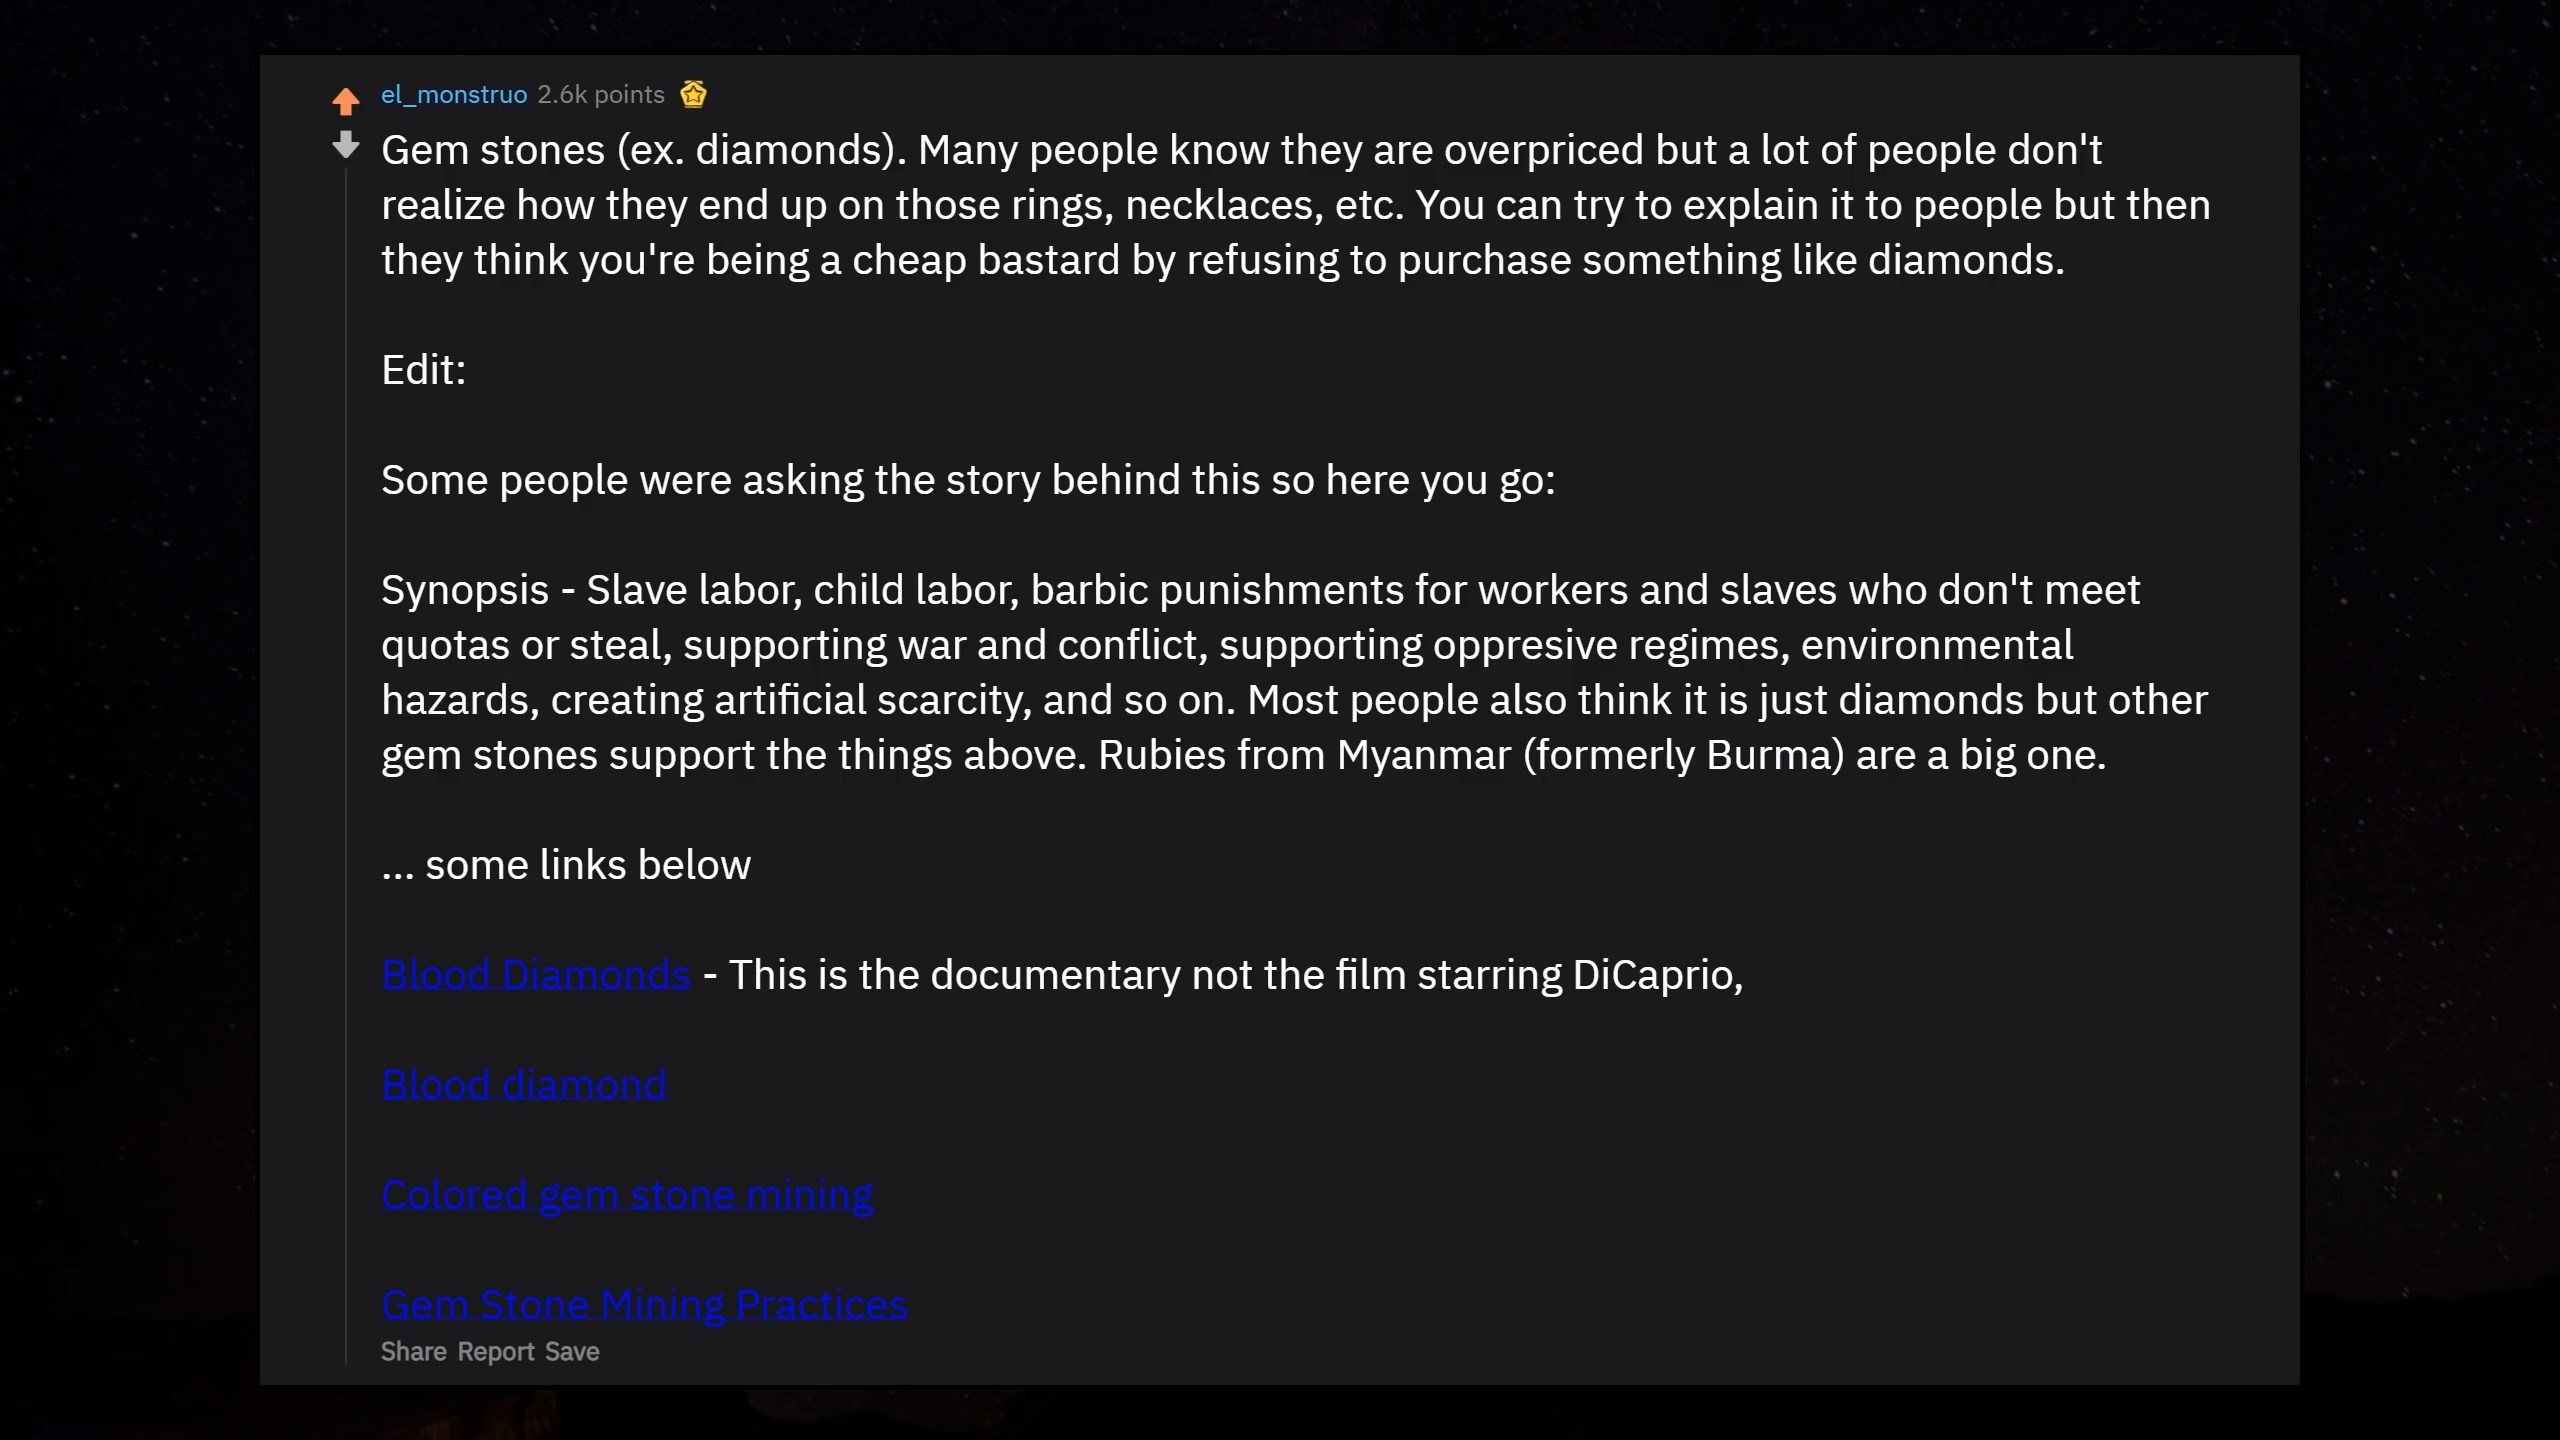 el_monstruo 2.6k points
Gem stones (ex. diamonds). Many people know they are overpriced but a lot of people don't
realize how they end up on those rings, necklaces, etc. You can try to explain it to people but then
they think you're being a cheap bastard by refusing to purchase something like diamonds.
Edit:
Some people were asking the story behind this so here you go:
Synopsis - Slave labor, child labor, barbic punishments for workers and slaves who don't meet
quotas or steal, supporting war and conflict, supporting oppresive regimes, environmental
hazards, creating artificial scarcity, and so on. Most people also think it is just diamonds but other
gem stones support the things above. Rubies from Myanmar (formerly Burma) are a big one.
... some links below
Blood Diamonds - This is the documentary not the film starring DiCaprio,
Blood diamond
Colored gem stone mining
Gem Stone Mining Practices
Share Report Save